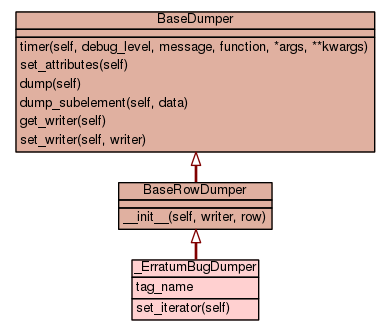 BaseDumper
timer(self, debug_level, message, function, *args, **kwargs)
set_attributes(self)
dump(self)
dump_subelement(self, data)
get_writer(self)
set_writer(self, writer)
BaseRowDumper
__init__(self, writer, row)
_ErratumBugDumper
tag_name
set_iterator(self)